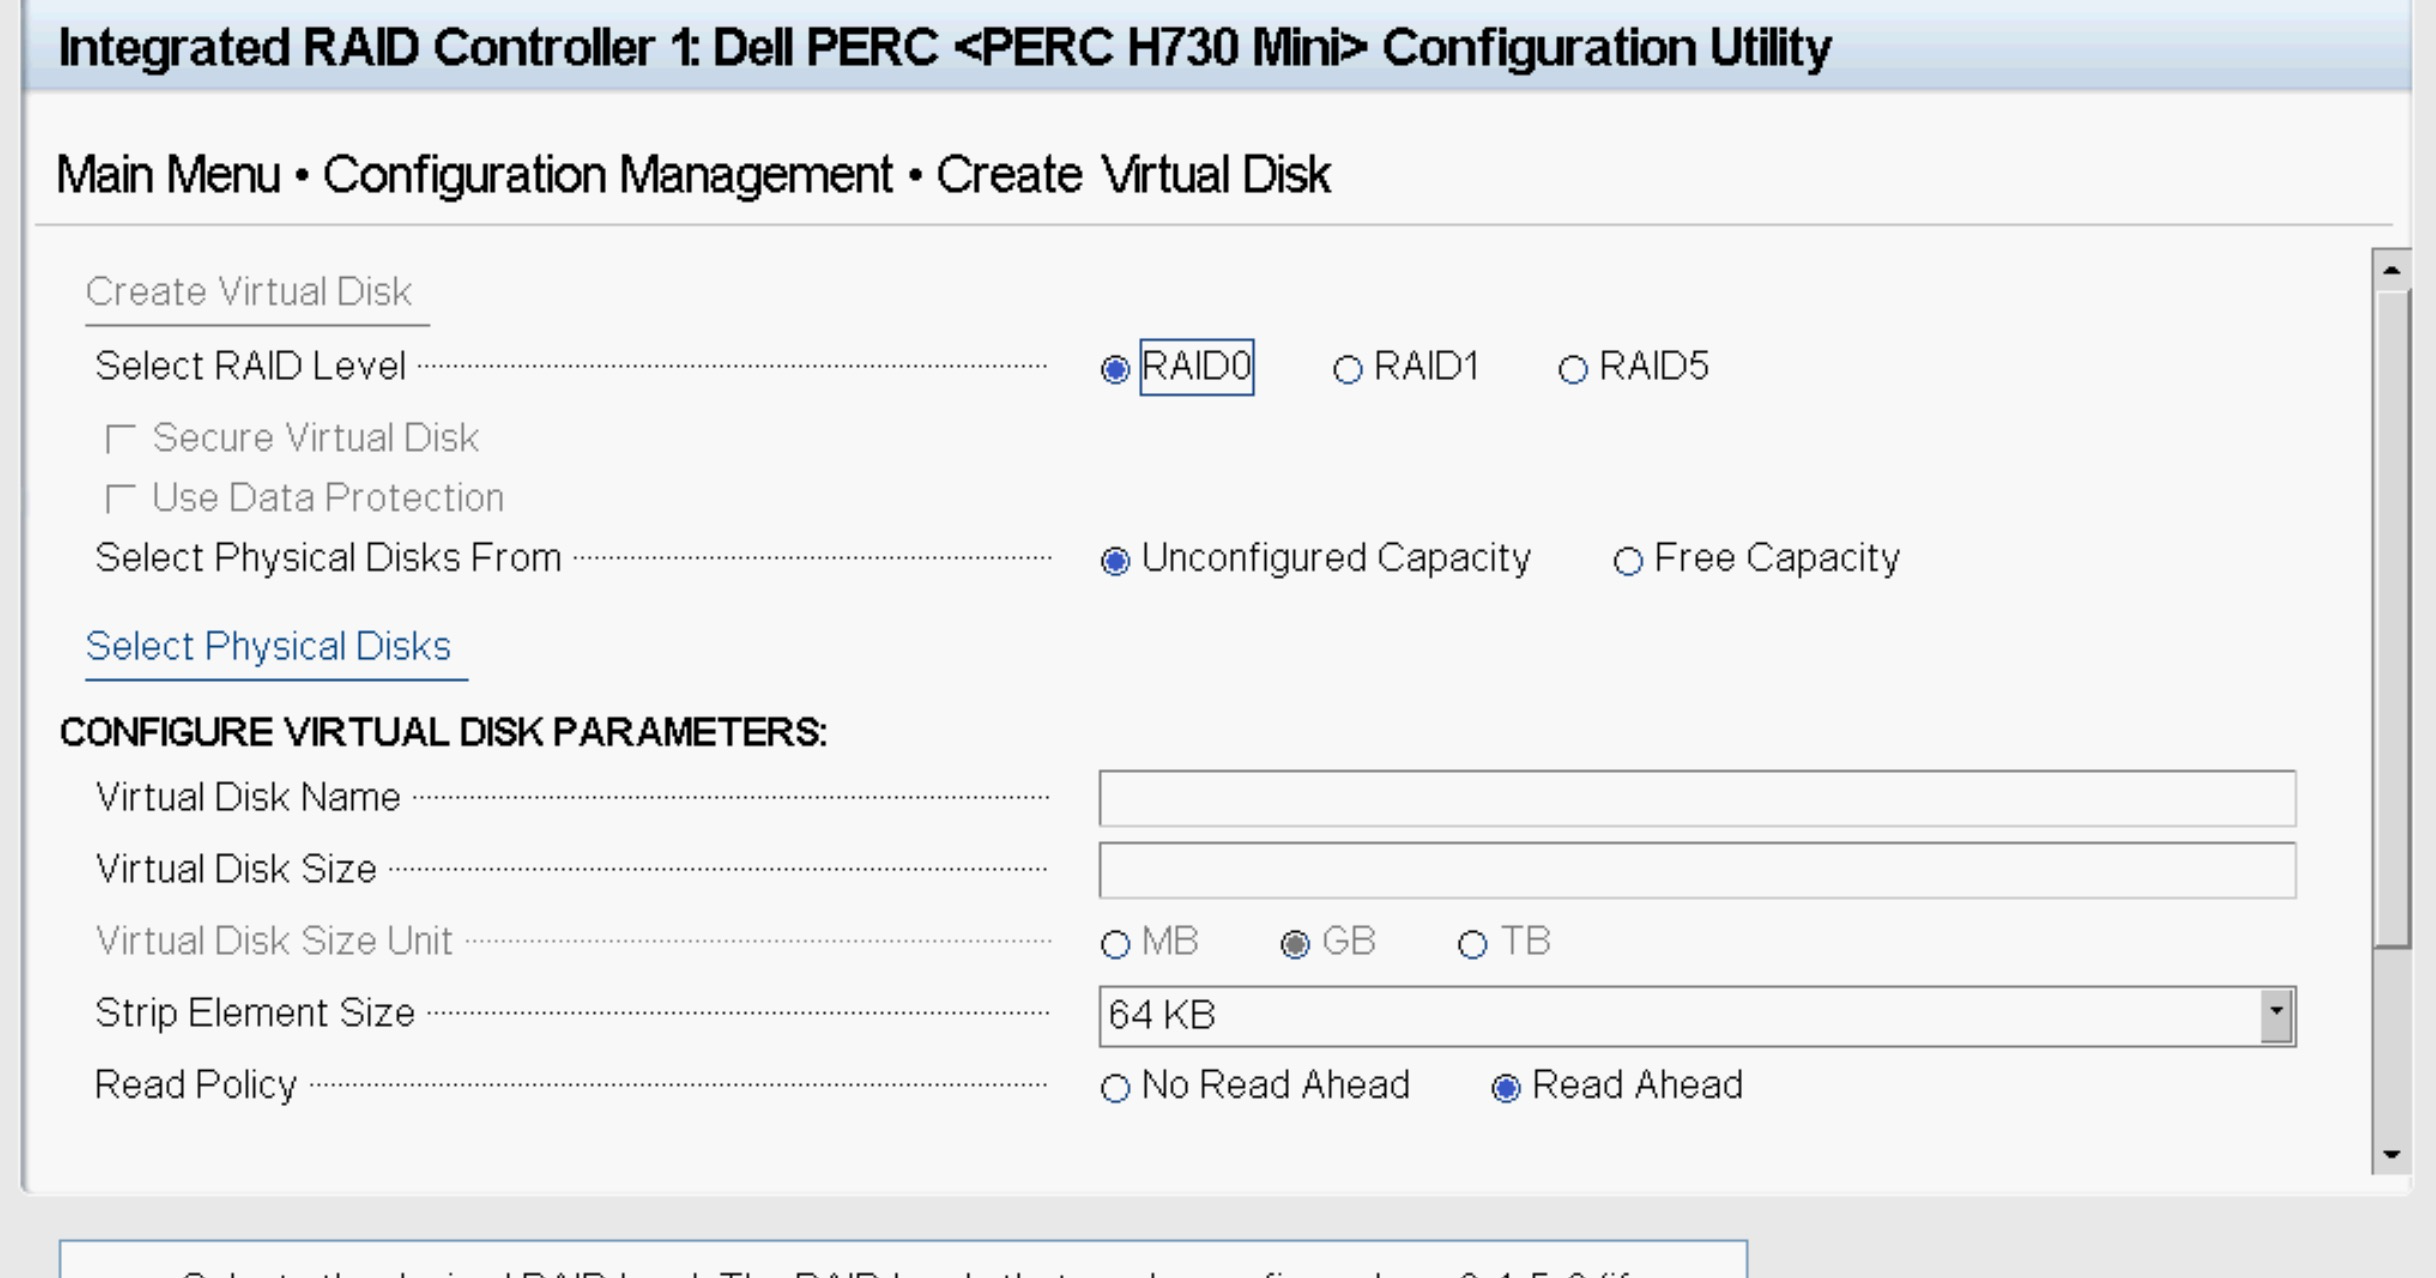 Integrated RAID Controller 1: Dell PERC <PERC H730 Mini> Configuration Utility
Main Menu • Configuration Management • Create Virtual Disk
Create Virtual Disk
Select RAID Level RAID0 RAID1 RAID5
Secure Virtual Disk
Use Data Protection
Select Physical Disks From Unconfigured Capacity Free Capacity
Select Physical Disks
CONFIGURE VIRTUAL DISK PARAMETERS:
Virtual Disk Name
Virtual Disk Size
Virtual Disk Size Unit MB GB TB
Strip Element Size 64 KB
Read Policy No Read Ahead Read Ahead